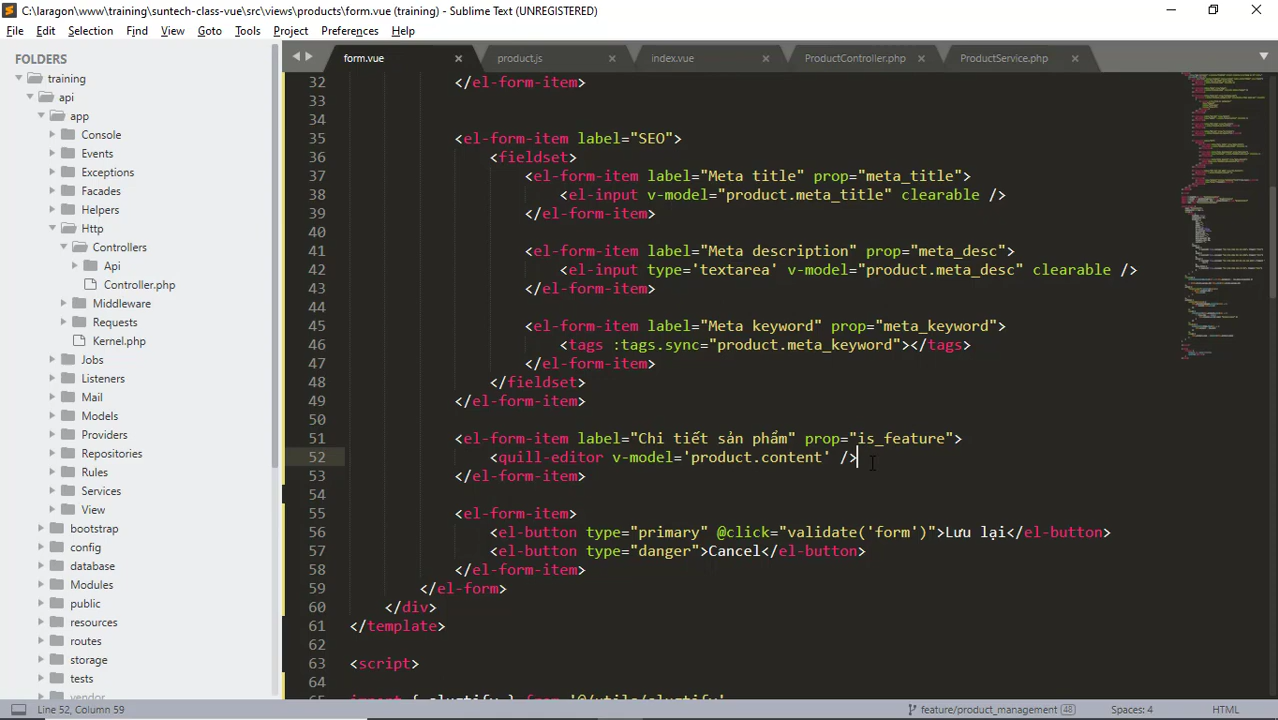 C:\laragon\www\training\suntech-class-vue\src\views\products\form.vue (training) - Sublime Text (UNREGISTERED)
File Edit Selection Find View Goto Tools Project Preferences Help
FOLDERS
training
api
app
Console
Events
Exceptions
Facades
Helpers
Http
Controllers
Api
Controller.php
Middleware
Requests
Kernel.php
Jobs
Listeners
Mail
Models
Providers
Repositories
Rules
Services
View
bootstrap
config
database
Modules
public
resources
routes
storage
tests
vendor
form.vue product.js index.vue ProductController.php ProductService.php
32 </el-form-item>
33
34
35 <el-form-item label="SEO">
36 <fieldset>
37 <el-form-item label="Meta title" prop="meta_title">
38 <el-input v-model="product.meta_title" clearable />
39 </el-form-item>
40
41 <el-form-item label="Meta description" prop="meta_desc">
42 <el-input type='textarea' v-model="product.meta_desc" clearable />
43 </el-form-item>
44
45 <el-form-item label="Meta keyword" prop="meta_keyword">
46 <tags :tags.sync="product.meta_keyword"></tags>
47 </el-form-item>
48 </fieldset>
49 </el-form-item>
50
51 <el-form-item label="Chi tiết sản phẩm" prop="is_feature">
52 <quill-editor v-model='product.content' />
53 </el-form-item>
54
55 <el-form-item>
56 <el-button type="primary" @click="validate('form')">Lưu lại</el-button>
57 <el-button type="danger">Cancel</el-button>
58 </el-form-item>
59 </el-form>
60 </div>
61 </template>
62
63 <script>
64
65 import { slugtify } from '@/utils/slugtify'
Line 52, Column 59 feature/product_management 48 Spaces: 4 HTML